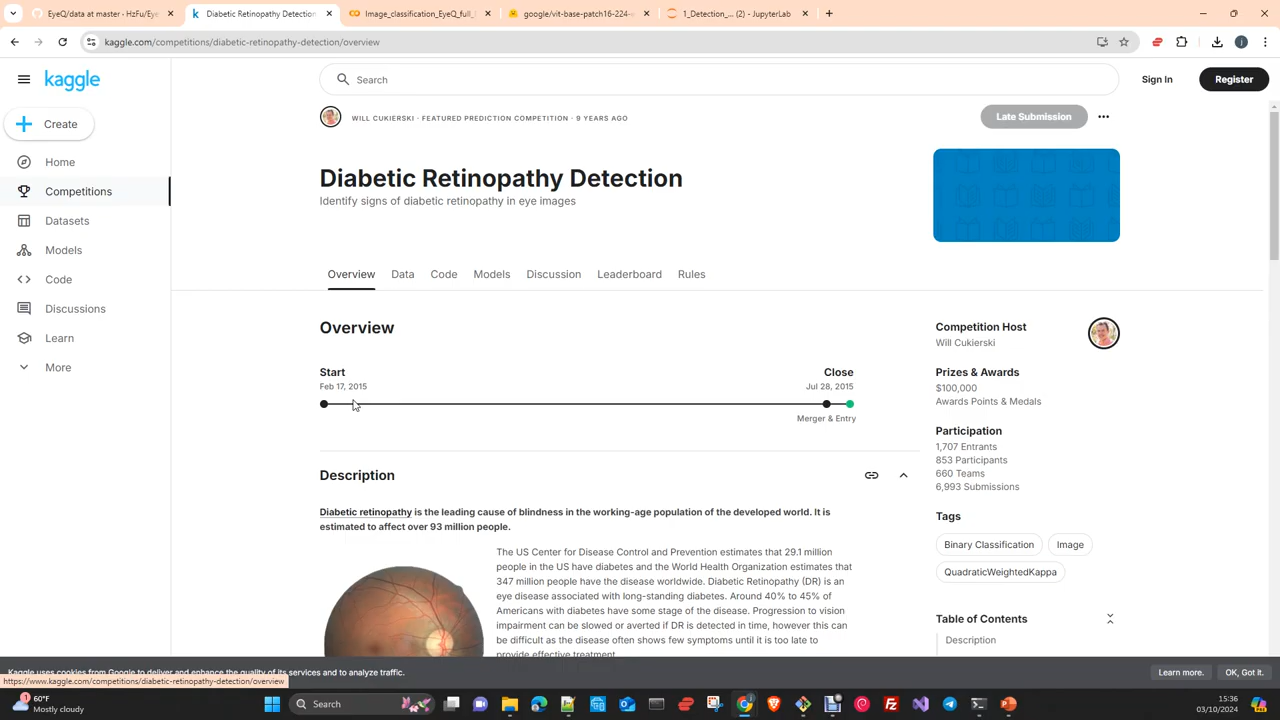 EyeQ/data at master · HzFu/Eye
Diabetic Retinopathy Detection
Image_classification_EyeQ_full_
google/vit-base-patch16-224-
1_Detection_... (2) - JupyterLab
kaggle.com/competitions/diabetic-retinopathy-detection/overview
kaggle
Search
Sign In
Register
Create
Home
Competitions
Datasets
Models
Code
Discussions
Learn
More
WILL CUKIERSKI · FEATURED PREDICTION COMPETITION · 9 YEARS AGO
Late Submission
Diabetic Retinopathy Detection
Identify signs of diabetic retinopathy in eye images
Overview
Data
Code
Models
Discussion
Leaderboard
Rules
Overview
Start
Feb 17, 2015
Close
Jul 28, 2015
Merger & Entry
Description
Diabetic retinopathy is the leading cause of blindness in the working-age population of the developed world. It is
estimated to affect over 93 million people.
The US Center for Disease Control and Prevention estimates that 29.1 million
people in the US have diabetes and the World Health Organization estimates that
347 million people have the disease worldwide. Diabetic Retinopathy (DR) is an
eye disease associated with long-standing diabetes. Around 40% to 45% of
Americans with diabetes have some stage of the disease. Progression to vision
impairment can be slowed or averted if DR is detected in time, however this can
be difficult as the disease often shows few symptoms until it is too late to
provide effective treatment.
Competition Host
Will Cukierski
Prizes & Awards
$100,000
Awards Points & Medals
Participation
1,707 Entrants
853 Participants
660 Teams
6,993 Submissions
Tags
Binary Classification
Image
QuadraticWeightedKappa
Table of Contents
Description
Kaggle uses cookies from Google to deliver and enhance the quality of its services and to analyze traffic.
Learn more.
OK, Got it.
https://www.kaggle.com/competitions/diabetic-retinopathy-detection/overview
60°F
Mostly cloudy
Search
15:36
03/10/2024